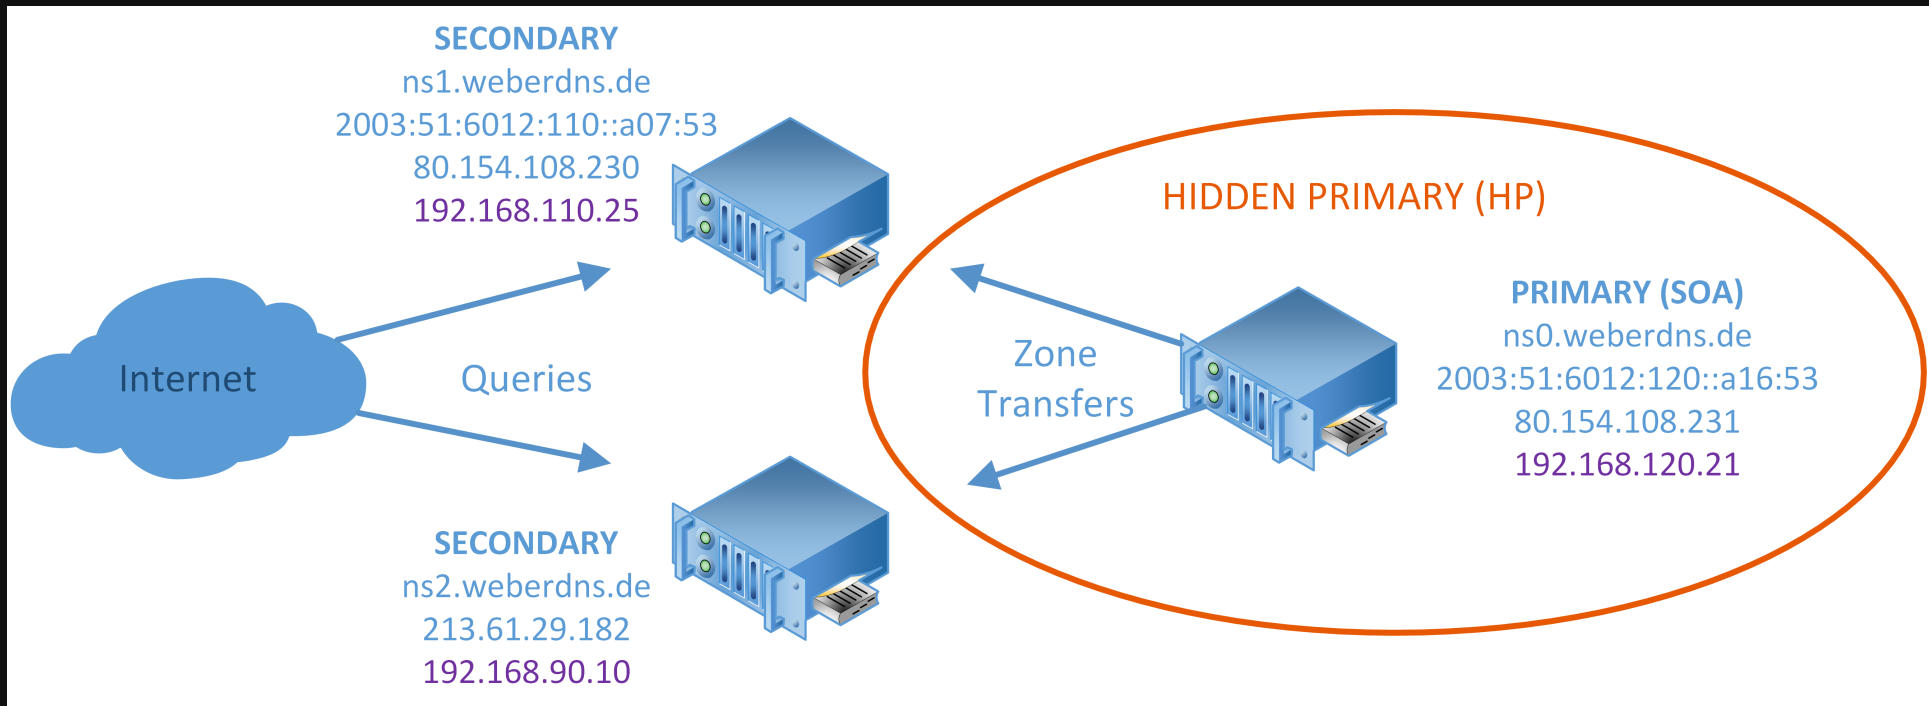 SECONDARY
ns1.weberdns.de
2003:51:6012:110::a07:53
80.154.108.230
192.168.110.25
HIDDEN PRIMARY (HP)
PRIMARY (SOA)
ns0.weberdns.de
2003:51:6012:120::a16:53
80.154.108.231
192.168.120.21
Zone
Transfers
Internet
Queries
SECONDARY
ns2.weberdns.de
213.61.29.182
192.168.90.10